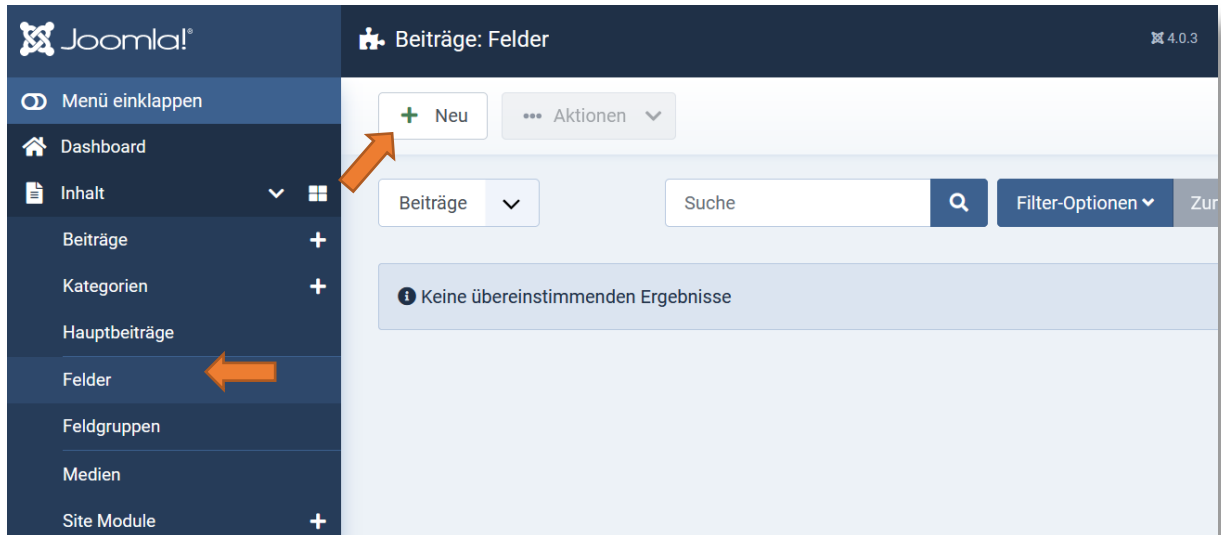 Joomla!®
Beiträge: Felder
4.0.3
Menü einklappen
Neu
Aktionen
Dashboard
Inhalt
Beiträge
Suche
Filter-Optionen
Zur
Beiträge
Kategorien
Keine übereinstimmenden Ergebnisse
Hauptbeiträge
Felder
Feldgruppen
Medien
Site Module